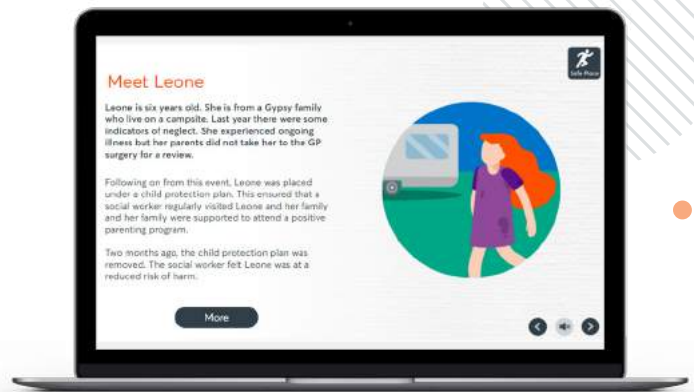 Meet Leone
Safe Place
Leone is six years old. She is from a Gypsy family
who live on a campsite. Last year there were some
indicators of neglect. She experienced ongoing
illness but her parents did not take her to the GP
surgery for a review.
Following on from this event, Leone was placed
under a child protection plan. This ensured that a
social worker regularly visited Leone and her family
and her family were supported to attend a positive
parenting program.
Two months ago, the child protection plan was
removed. The social worker felt Leone was at a
reduced risk of harm.
More